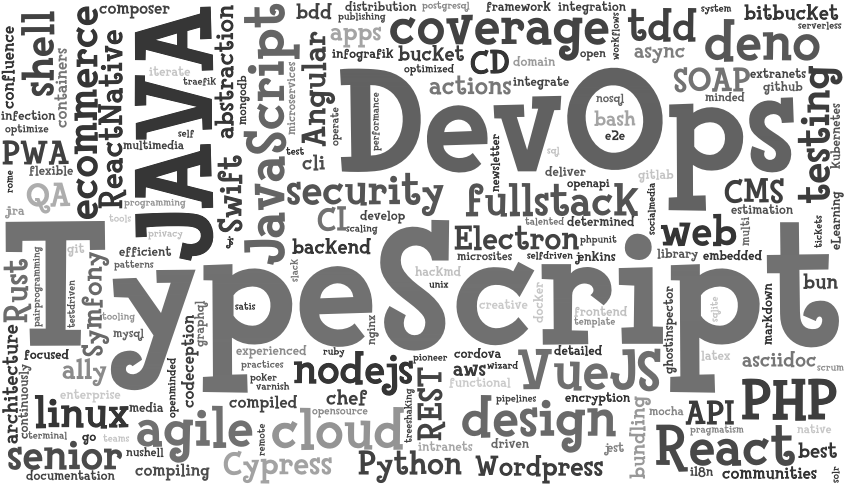 composer
bdd
distribution
postgresql
framework
integration
system
bitbucket
serverless
publishing
apps
coverage
workflows
tdd
deno
confluence
shell
containers
ecommerce
ReactNative
JAVA
abstraction
JavaScript
Angular
infografik
bucket
CD
domain
open
async
iterate
traefik
mongodb
microservices
operate
optimized
actions
integrate
SOAP
extranets
github
minded
testing
kubernetes
performance
DevOps
nosql
bash
e2e
infection
optimize
self
multimedia
test
cli
newsletter
sql
PWA
flexible
rome
QA
jira
Swift
deliver
openapi
gitlab
socialmedia
CMS
estimation
security
fullstack
programming
tools
privacy
CI
develop
scaling
talented
determined
multi
tickets
eLearning
efficient
patterns
backend
Electron
phpunit
web
library
embedded
microsites
selfdriven
jenkins
TypeScript
Rust
pairprogramming
git
testdriven
Symfony
slack
hackmd
unix
bun
tooling
mysql
satis
graphql
codeception
nginx
creative
docker
frontend
template
sqlite
markdown
ghostinspector
architecture
continuously
focused
experienced
ruby
pioneer
cordova
detailed
latex
asciidoc
scrum
ally
practices
poker
varnish
nodejs
aws
wizard
VueJS
functional
enterprise
openminded
compiled
chef
opensource
treeshaking
REST
pipelines
encryption
bundling
mocha
API
PHP
linux
media
agile
cloud
design
pragmatism
native
terminal
go
teams
remote
intranets
driven
jest
React
best
senior
nushell
documentation
compiling
Cypress
Python
Wordpress
i18n
communities
solr